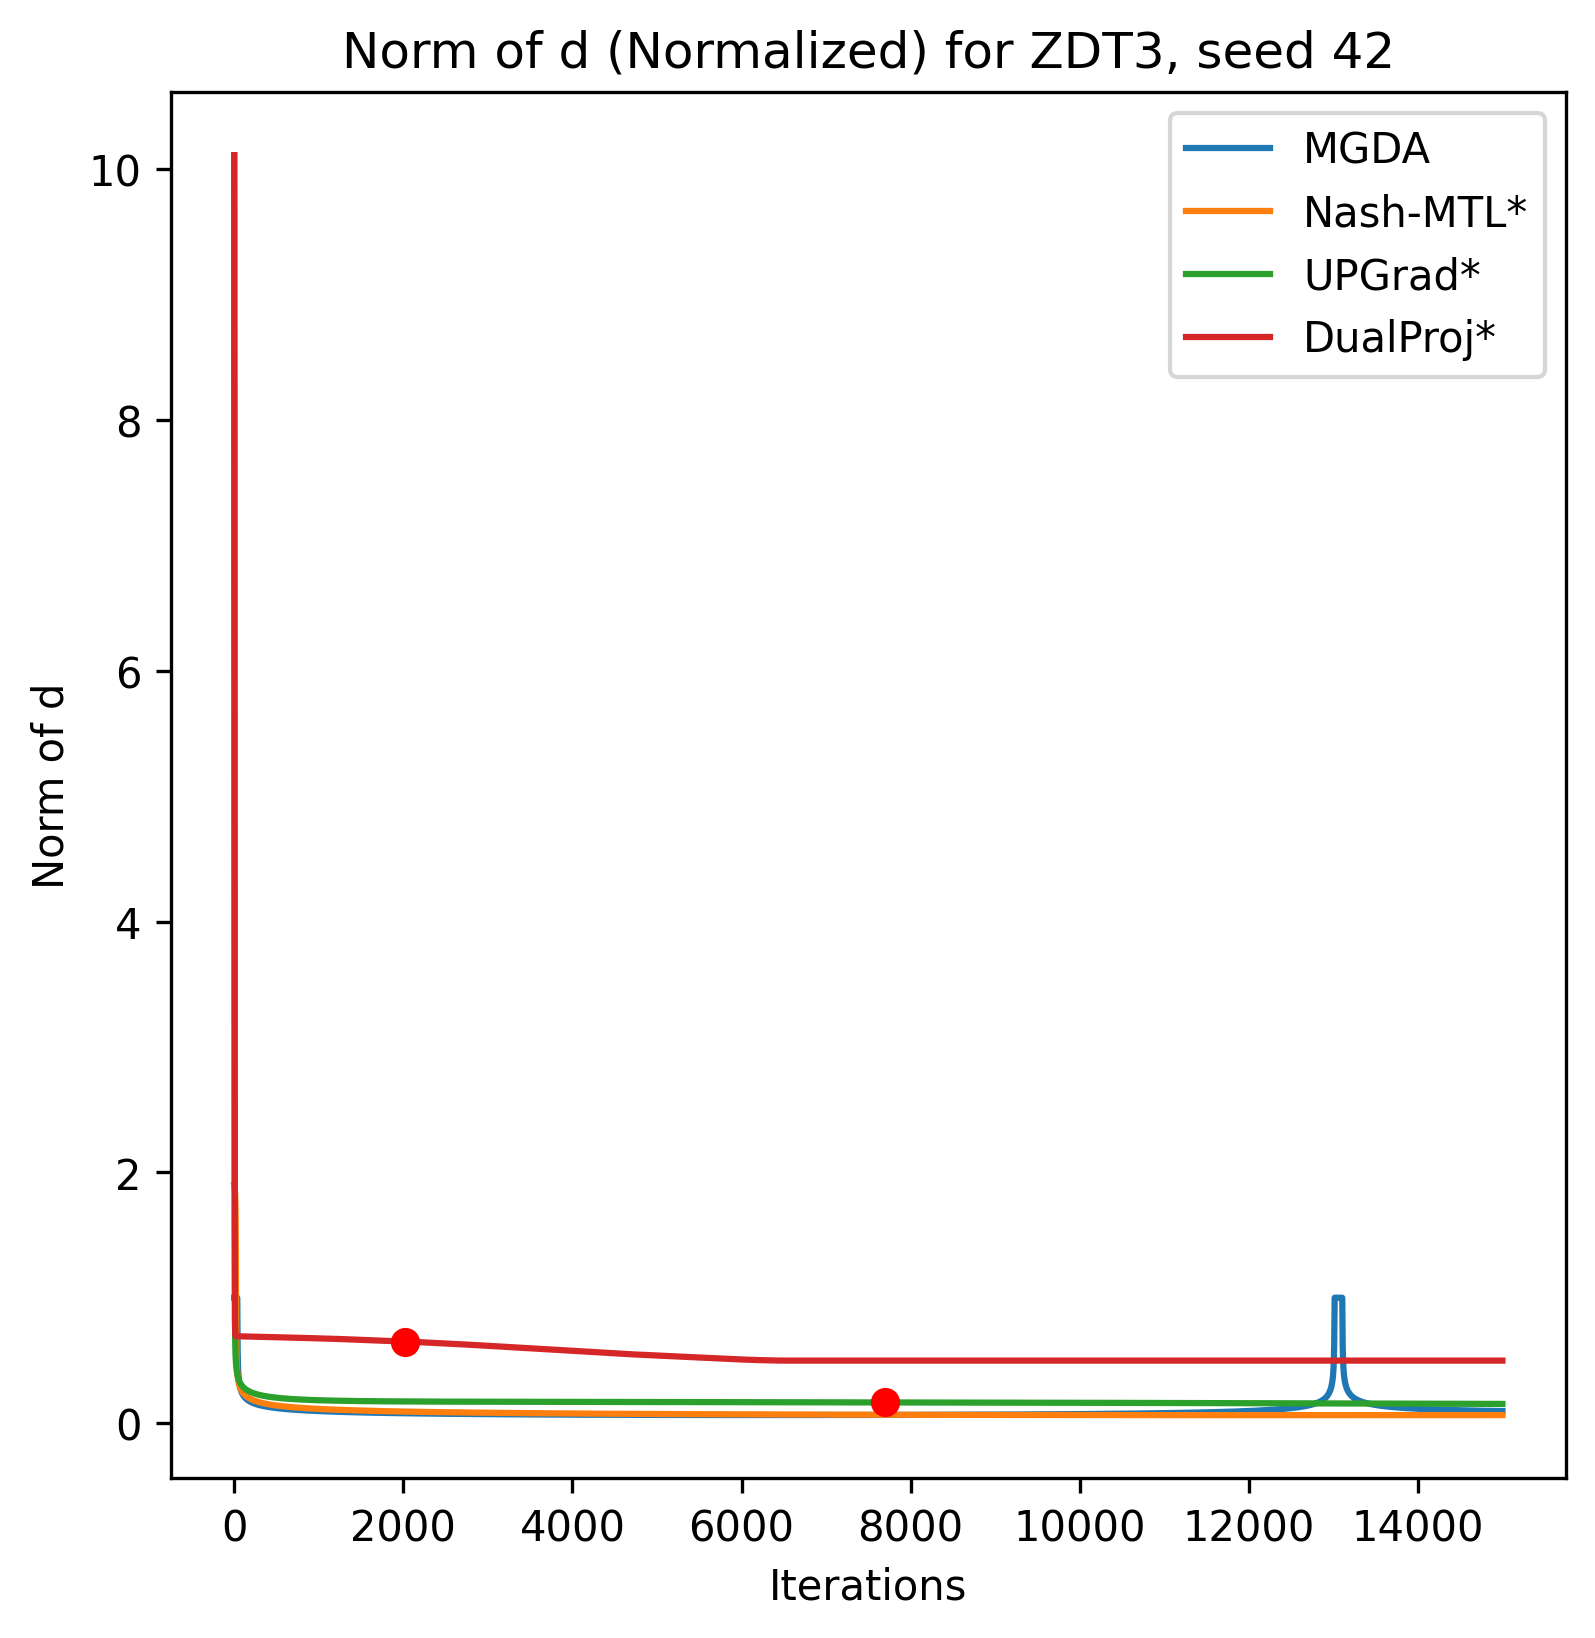 Norm of d (Normalized) for ZDT3, seed 42
MGDA
Nash-MTL*
UPGrad*
DualProj*
10
8
6
4
2
0
Norm of d
0 2000 4000 6000 8000 10000 12000 14000
Iterations